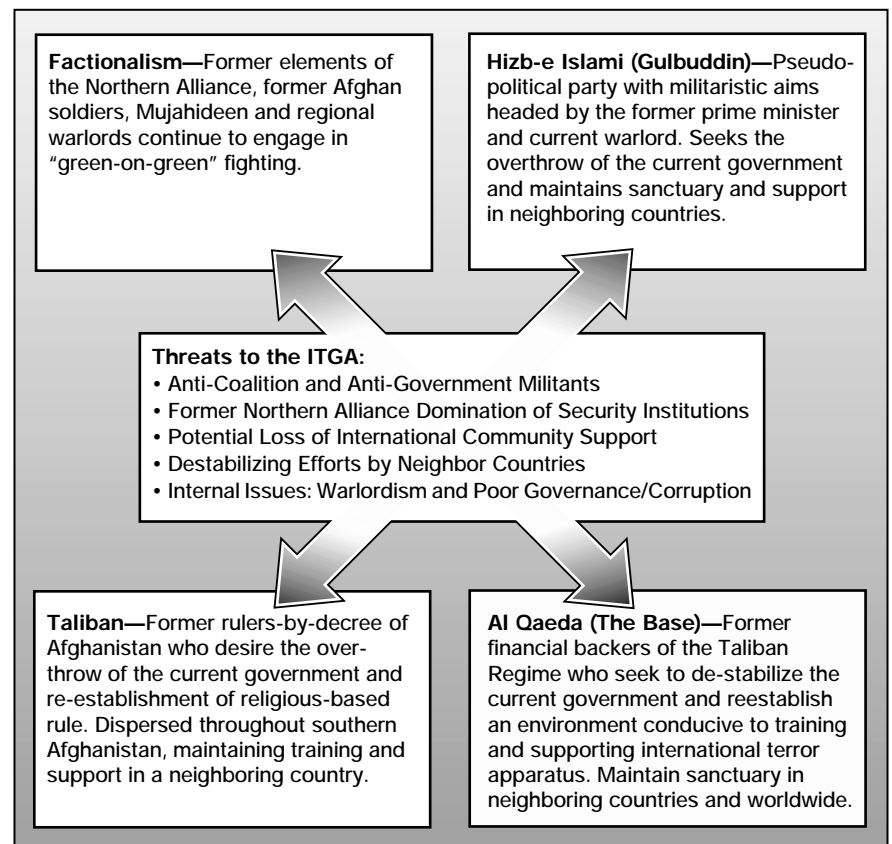 Factionalism—Former elements of
the Northern Alliance, former Afghan
soldiers, Mujahideen and regional
warlords continue to engage in
“green-on-green” fighting.
Hizb-e Islami (Gulbuddin)—Pseudo-
political party with militaristic aims
headed by the former prime minister
and current warlord. Seeks the
overthrow of the current government
and maintains sanctuary and support
in neighboring countries.
Threats to the ITGA:
• Anti-Coalition and Anti-Government Militants
• Former Northern Alliance Domination of Security Institutions
• Potential Loss of International Community Support
• Destabilizing Efforts by Neighbor Countries
• Internal Issues: Warlordism and Poor Governance/Corruption
Taliban—Former rulers-by-decree of
Afghanistan who desire the over-
throw of the current government and
re-establishment of religious-based
rule. Dispersed throughout southern
Afghanistan, maintaining training and
support in a neighboring country.
Al Qaeda (The Base)—Former
financial backers of the Taliban
Regime who seek to de-stabilize the
current government and reestablish
an environment conducive to training
and supporting international terror
apparatus. Maintain sanctuary in
neighboring countries and worldwide.